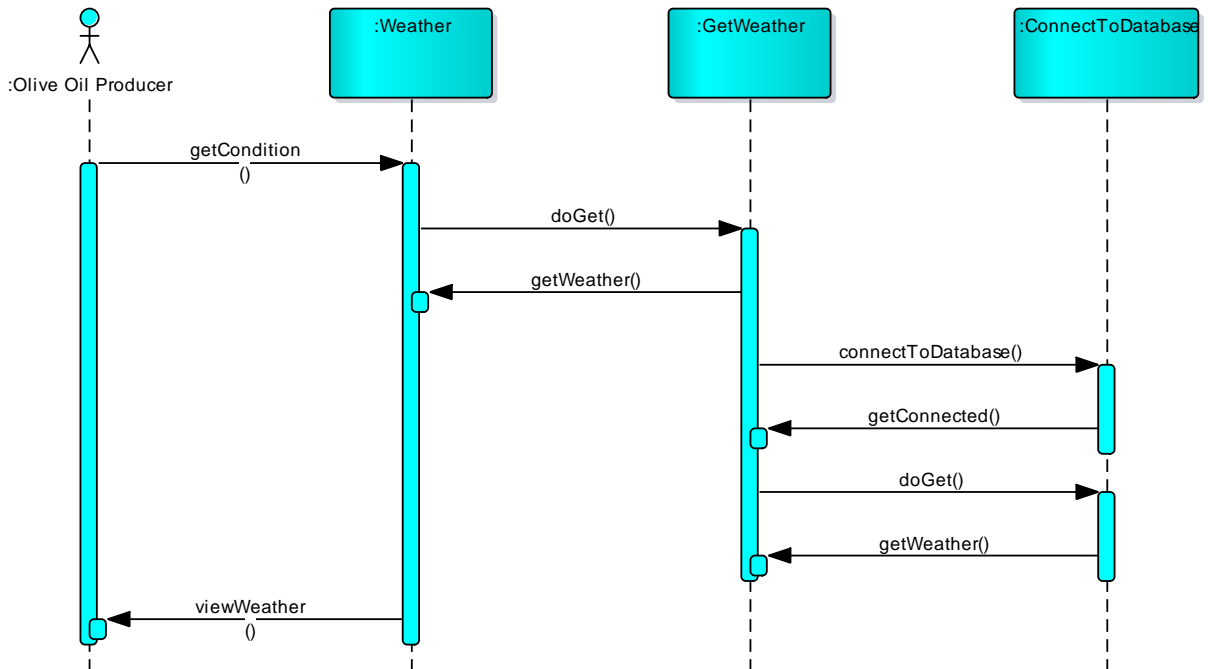 :Olive Oil Producer
:Weather
:GetWeather
:ConnectToDatabase
getCondition
()
doGet()
getWeather()
connectToDatabase()
getConnected()
doGet()
getWeather()
viewWeather
()